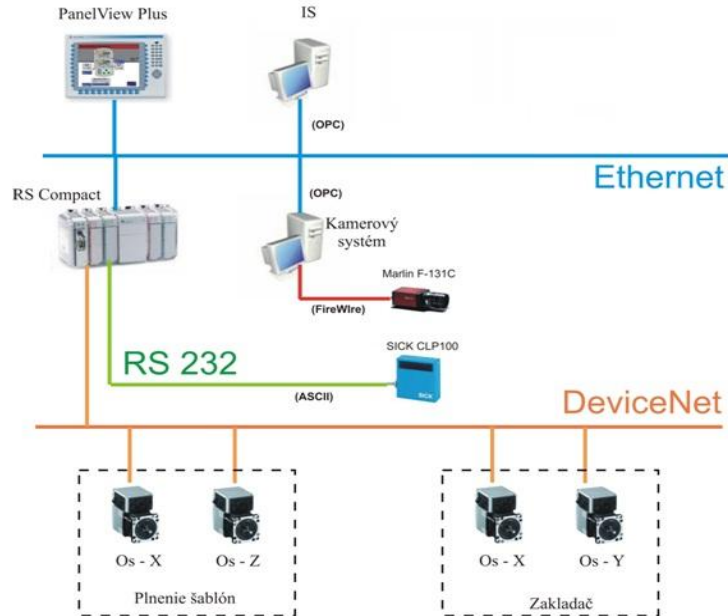 PanelView Plus
IS
(OPC)
Ethernet
RS Compact
(OPC)
Kamerový
systém
Marlin F-131C
(FireWIre)
SICK CLP100
RS 232
SICK
(ASCII)
DeviceNet
Os - X
Os - Z
Os - X
Os - Y
Plnenie šablón
Zakladač